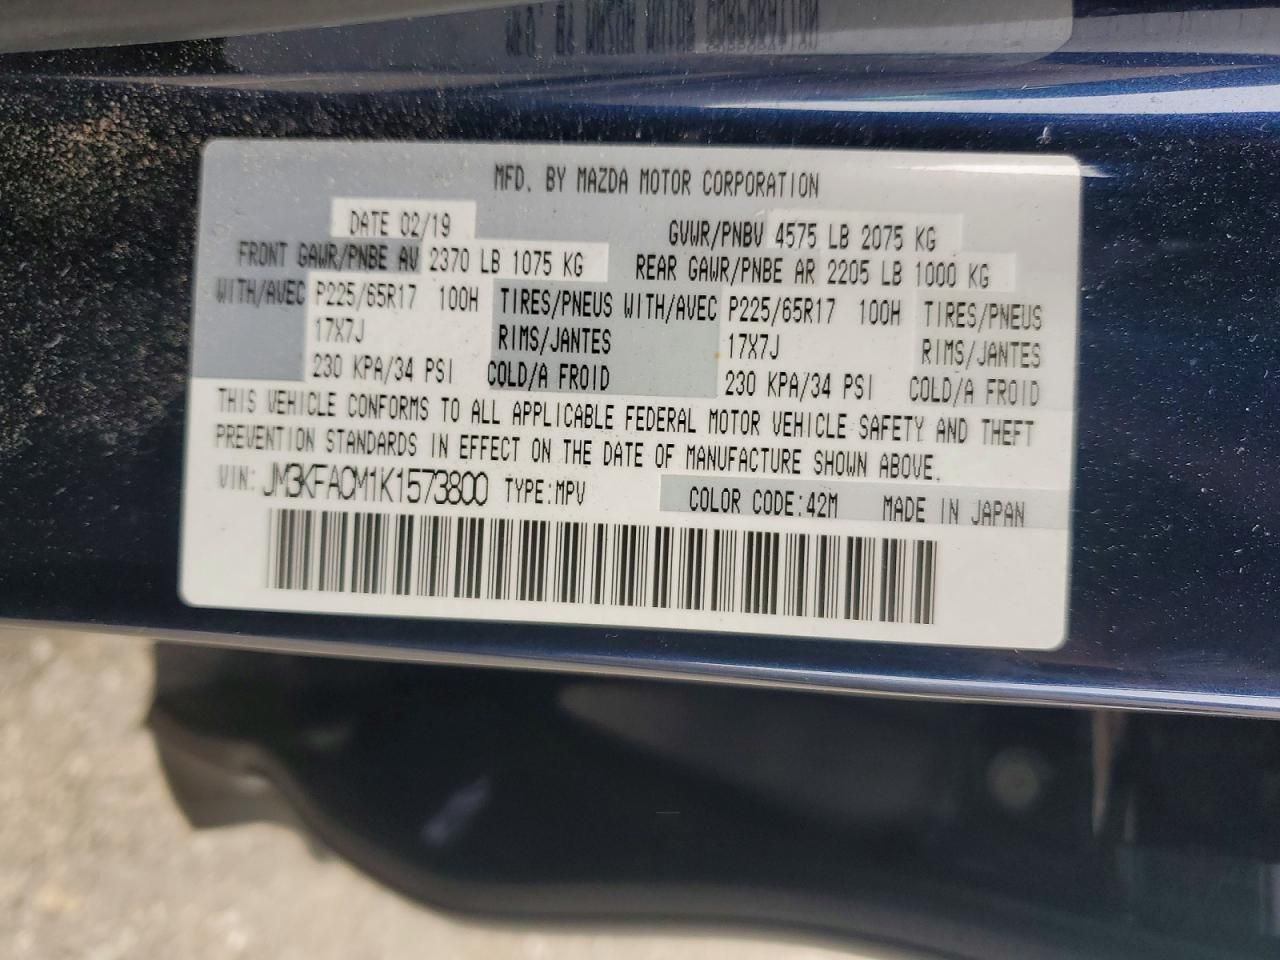 MFD. BY MAZDA MOTOR CORPORATION
DATE 02/19 GVWR/PNBV 4575 LB 2075 KG
FRONT GAWR/PNBE AV 2370 LB 1075 KG REAR GAWR/PNBE AR 2205 LB 1000 KG
WITH/AVEC P225/65R17 100H TIRES/PNEUS WITH/AVEC P225/65R17 100H TIRES/PNEUS
17X7J RIMS/JANTES 17X7J RIMS/JANTES
230 KPA/34 PSI COLD/A FROID 230 KPA/34 PSI COLD/A FROID
THIS VEHICLE CONFORMS TO ALL APPLICABLE FEDERAL MOTOR VEHICLE SAFETY AND THEFT
PREVENTION STANDARDS IN EFFECT ON THE DATE OF MANUFACTURE SHOWN ABOVE.
VIN: JM3KFACM1K1573800 TYPE:MPV COLOR CODE:42M MADE IN JAPAN